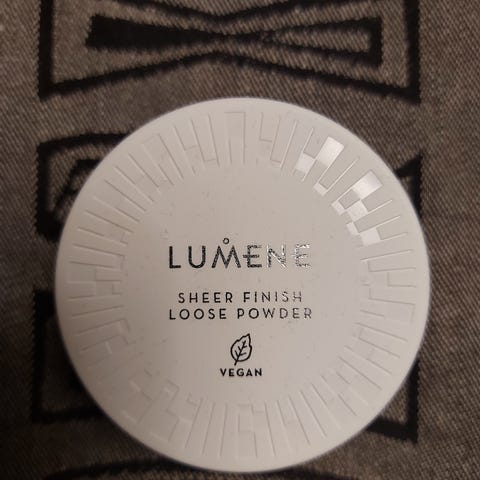 LUMENE
SHEER FINISH
LOOSE POWDER
VEGAN